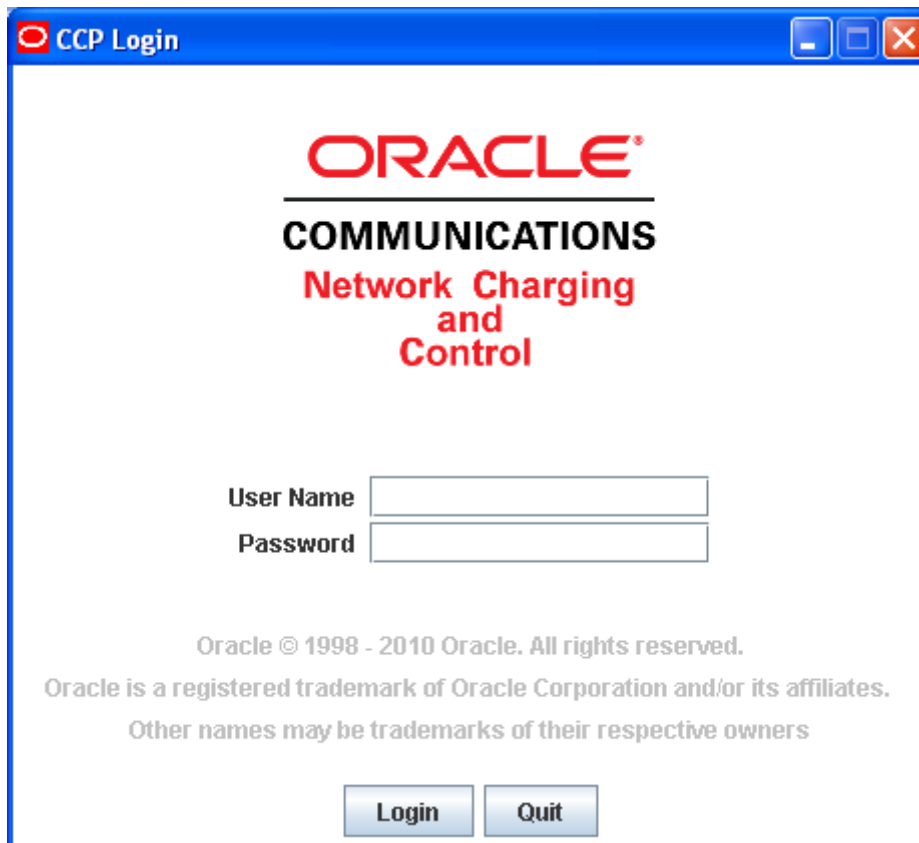 CCP Login
ORACLE®
COMMUNICATIONS
Network Charging
and
Control
User Name
Password
Oracle © 1998 - 2010 Oracle. All rights reserved.
Oracle is a registered trademark of Oracle Corporation and/or its affiliates.
Other names may be trademarks of their respective owners
Login Quit